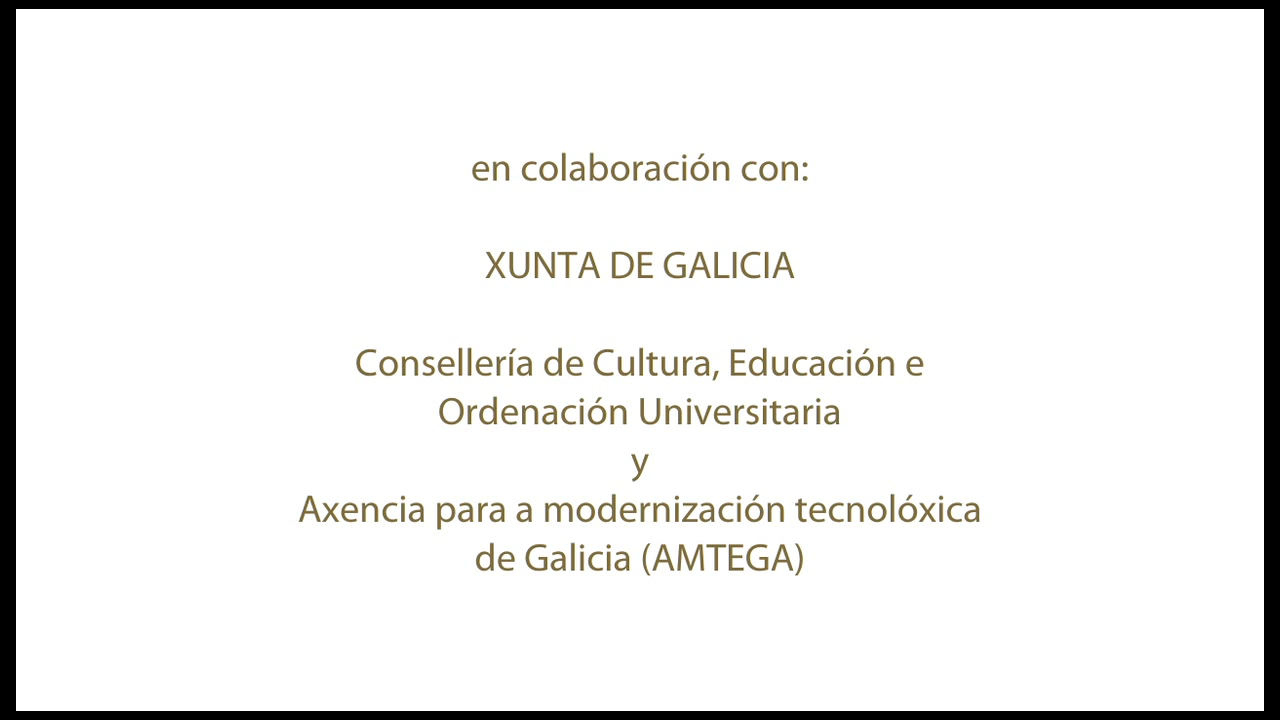 en colaboración con:
XUNTA DE GALICIA
Consellería de Cultura, Educación e
Ordenación Universitaria
y
Axencia para a modernización tecnolóxica
de Galicia (AMTEGA)